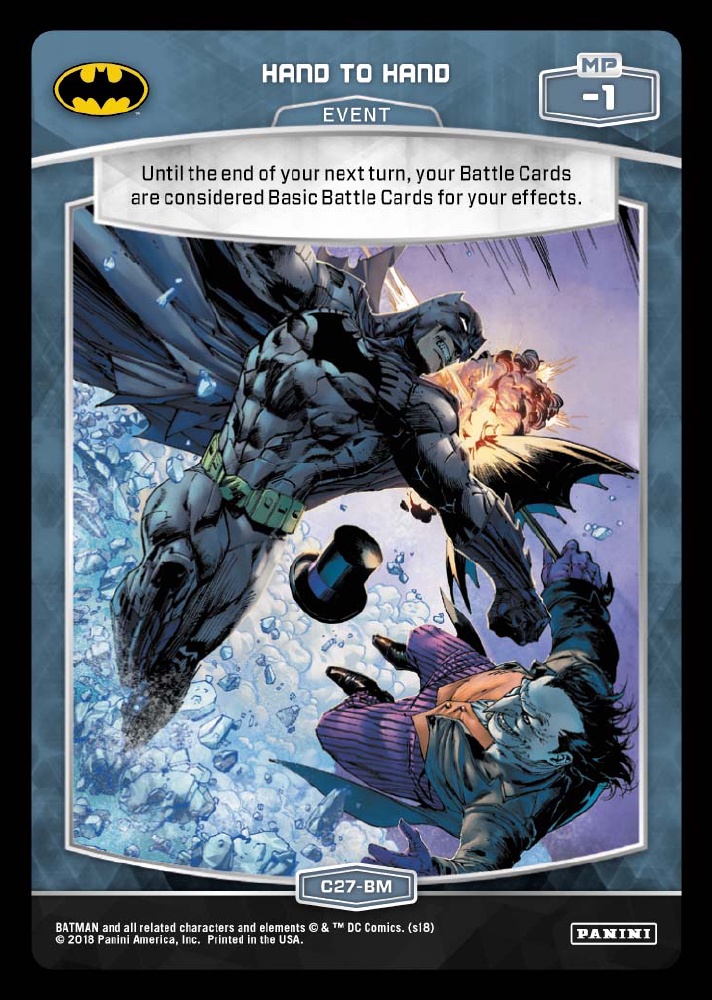 HAND TO HAND
MP
-1
EVENT
Until the end of your next turn, your Battle Cards
are considered Basic Battle Cards for your effects.
C27-BM
BATMAN and all related characters and elements © & ™ DC Comics. (s18)
© 2018 Panini America, Inc. Printed in the USA.
PANINI